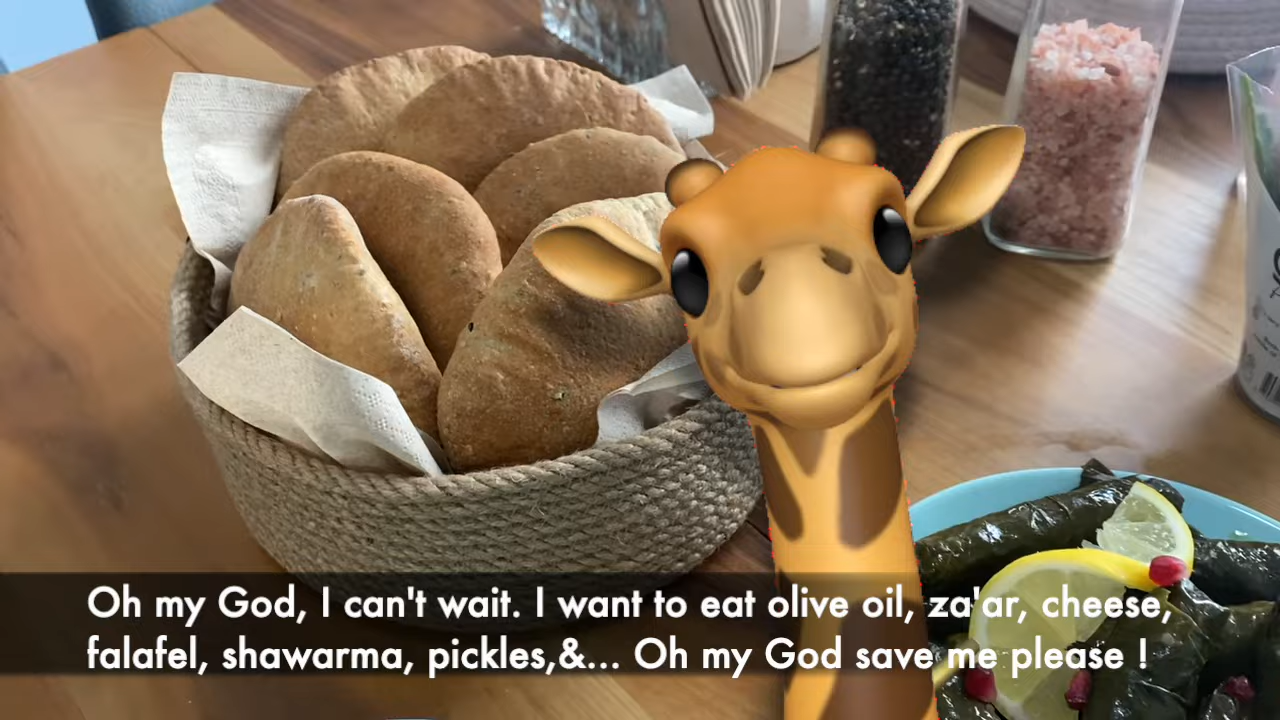 Oh my God, I can't wait. I want to eat olive oil, za'ar, cheese,
falafel, shawarma, pickles,&... Oh my God save me please !